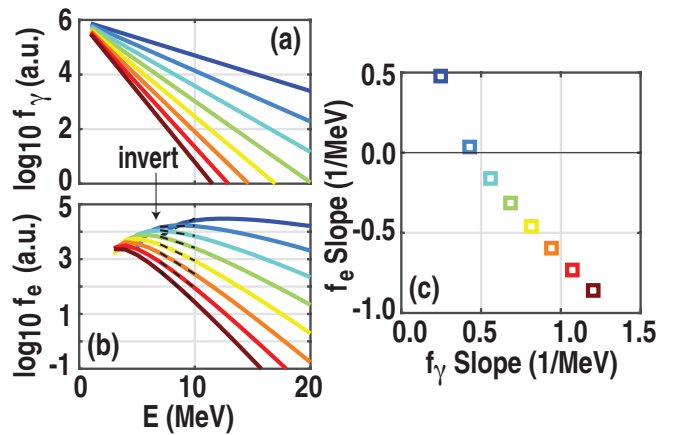 6
4
2
0
log10 f_γ (a.u.)
(a)
invert
5
3
1
-1
log10 f_e (a.u.)
(b)
0
10
20
E (MeV)
0.5
0.0
-0.5
-1.0
f_e Slope (1/MeV)
(c)
0.0
0.5
1.0
1.5
f_γ Slope (1/MeV)